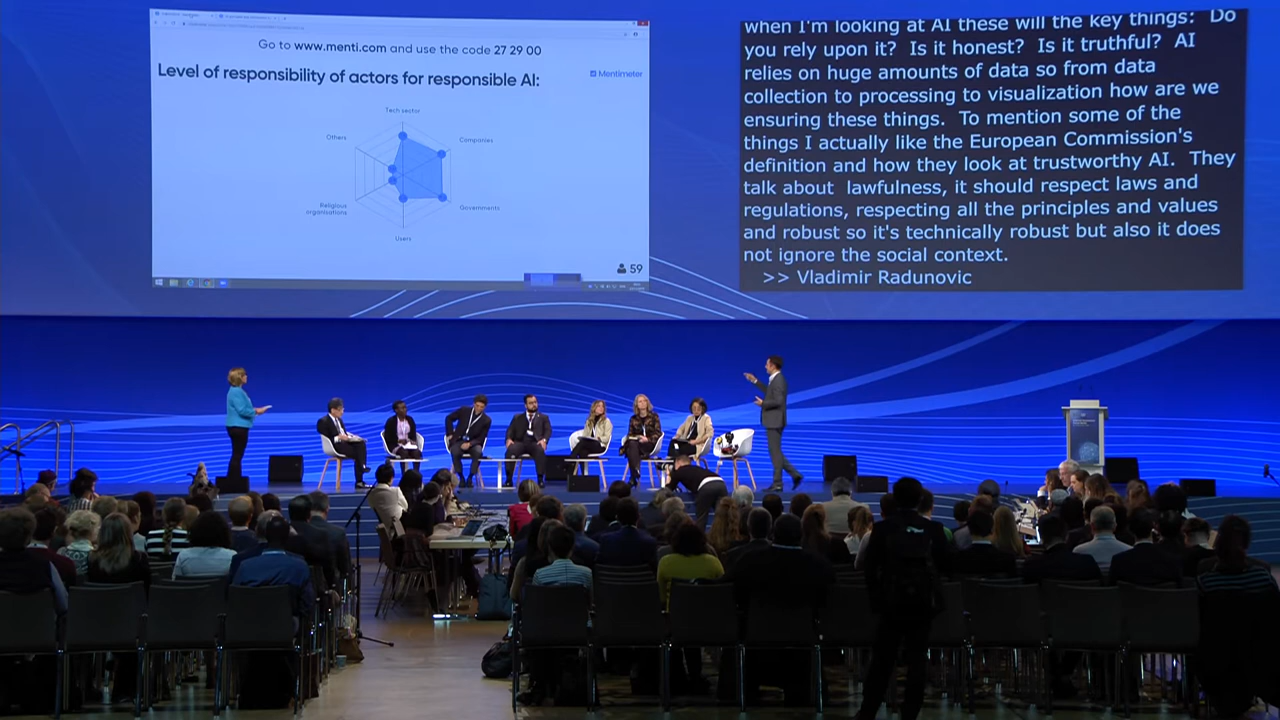 Go to www.menti.com and use the code 27 29 00
Level of responsibility of actors for responsible AI:
Mentimeter
Tech sector
Others
Companies
Religious
organisations
Governments
Users
59
when I'm looking at AI these will the key things:  Do
you rely upon it?  Is it honest?  Is it truthful?  AI
relies on huge amounts of data so from data
collection to processing to visualization how are we
ensuring these things.  To mention some of the
things I actually like the European Commission's
definition and how they look at trustworthy AI.  They
talk about  lawfulness, it should respect laws and
regulations, respecting all the principles and values
and robust so it's technically robust but also it does
not ignore the social context.
>> Vladimir Radunovic